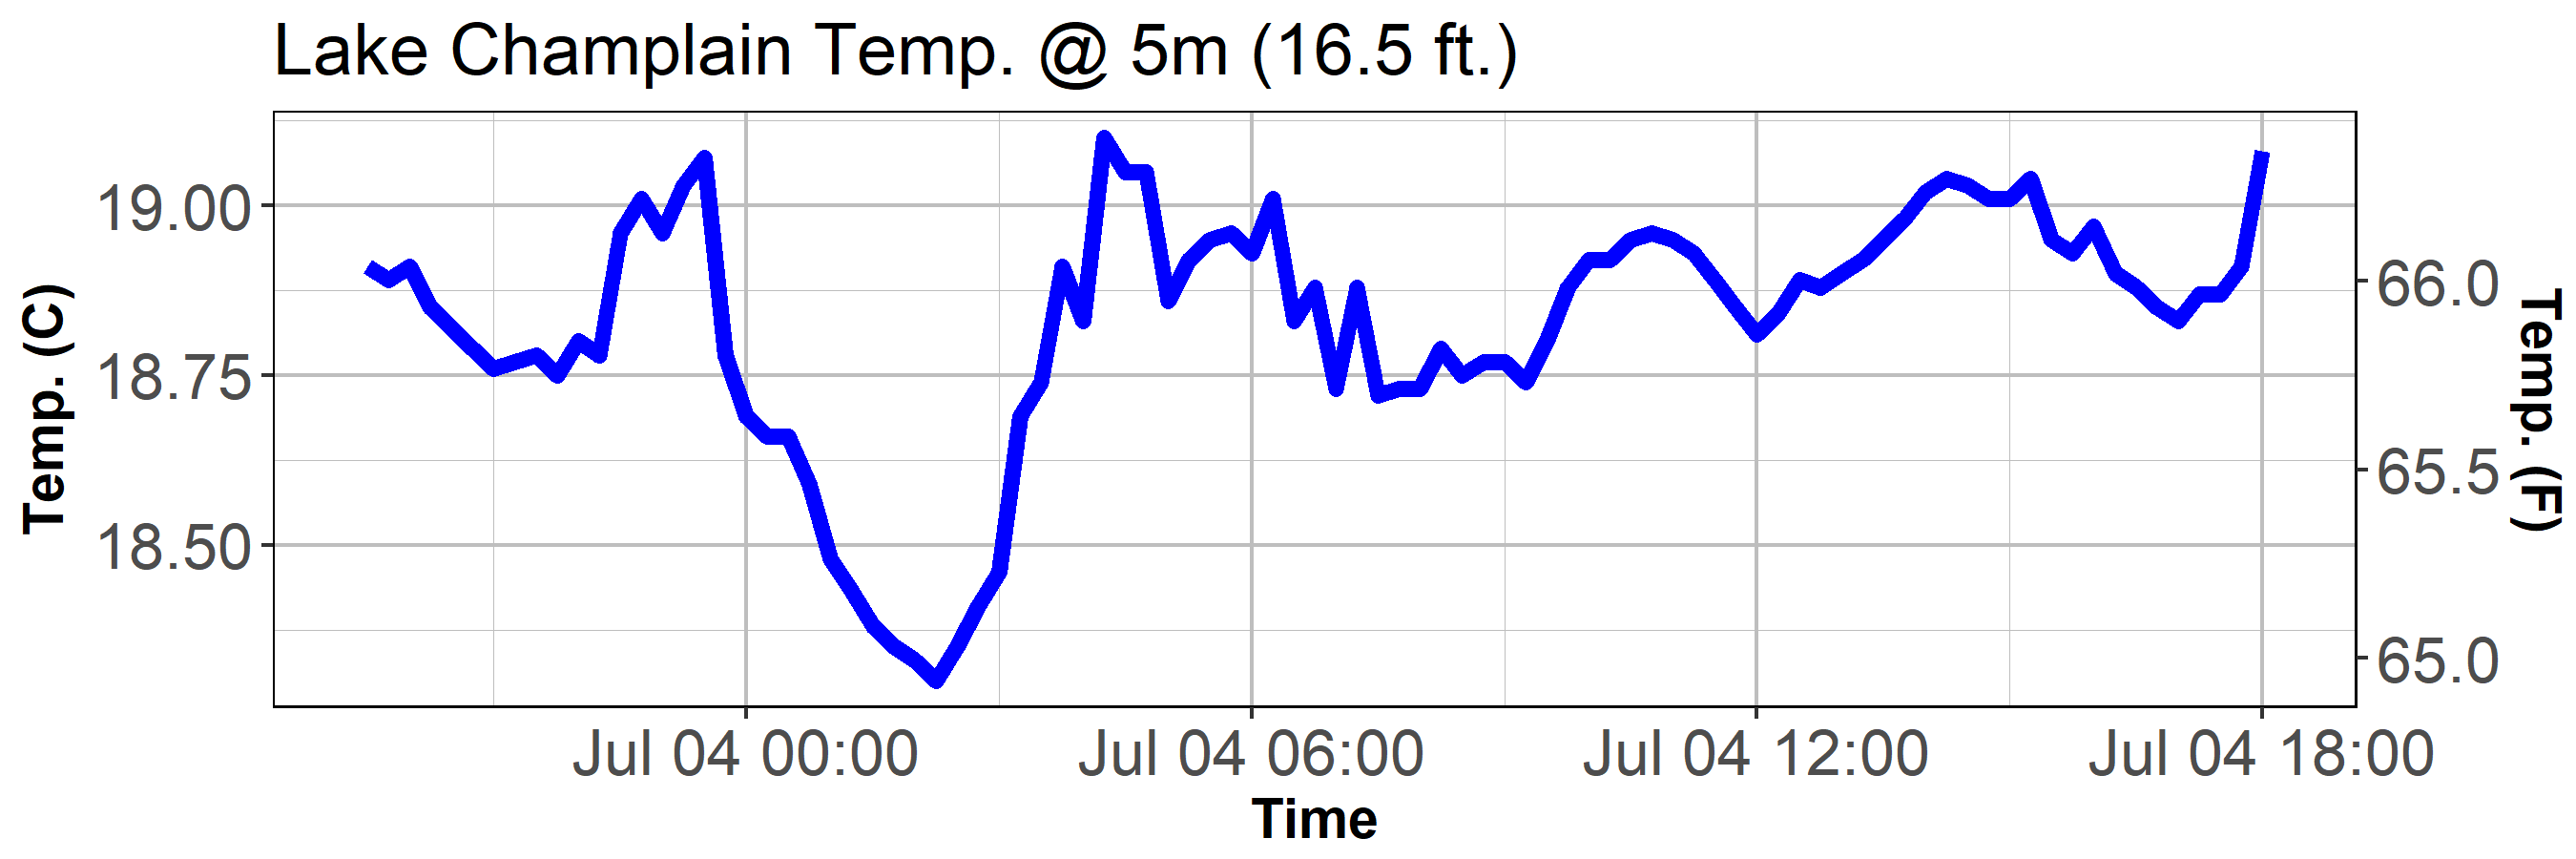 Lake Champlain Temp. @ 5m (16.5 ft.)
Temp. (C)
19.00
18.75
18.50
66.0
65.5
65.0
Temp. (F)
Jul 04 00:00
Jul 04 06:00
Jul 04 12:00
Jul 04 18:00
Time